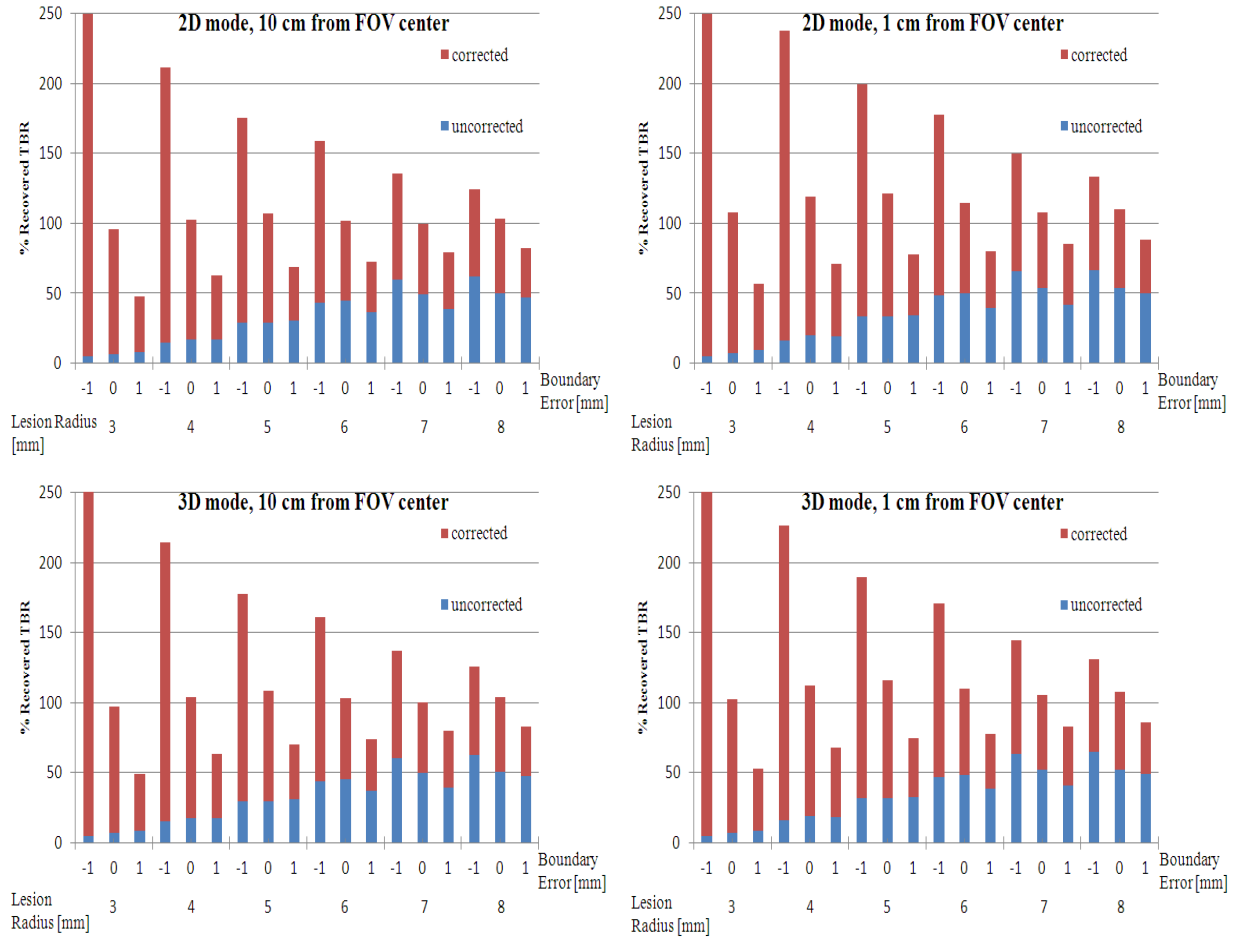 2D mode, 10 cm from FOV center
% Recovered TBR
250
200
150
100
50
0
corrected
uncorrected
-1 0 1 -1 0 1 -1 0 1 -1 0 1 -1 0 1 -1 0 1
Boundary
Error [mm]
Lesion Radius
[mm]
3 4 5 6 7 8
2D mode, 1 cm from FOV center
% Recovered TBR
250
200
150
100
50
0
corrected
uncorrected
-1 0 1 -1 0 1 -1 0 1 -1 0 1 -1 0 1 -1 0 1
Boundary
Error [mm]
Lesion
Radius [mm]
3 4 5 6 7 8
3D mode, 10 cm from FOV center
% Recovered TBR
250
200
150
100
50
0
corrected
uncorrected
-1 0 1 -1 0 1 -1 0 1 -1 0 1 -1 0 1 -1 0 1
Boundary
Error [mm]
Lesion
Radius [mm]
3 4 5 6 7 8
3D mode, 1 cm from FOV center
% Recovered TBR
250
200
150
100
50
0
corrected
uncorrected
-1 0 1 -1 0 1 -1 0 1 -1 0 1 -1 0 1 -1 0 1
Boundary
Error [mm]
Lesion
Radius [mm]
3 4 5 6 7 8